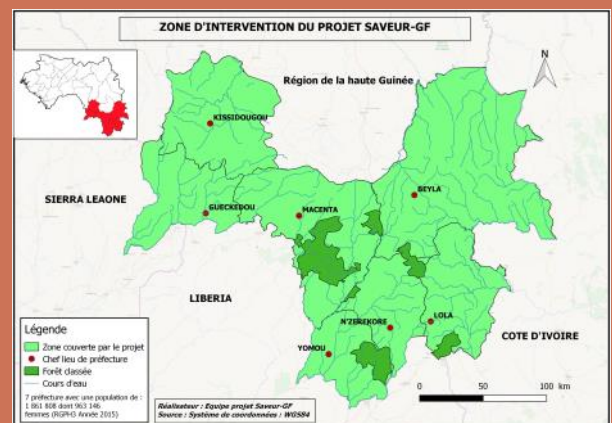 ZONE D'INTERVENTION DU PROJET SAVEUR-GF
N
Région de la haute Guinée
KISSIDOUGOU
BEYLA
SIERRA LEAONE
GUECKEDOU
MACENTA
LIBERIA
N'ZEREKORE
LOLA
COTE D'IVOIRE
YOMOU
Légende
Zone couverte par le projet
Chef lieu de préfecture
Forêt classée
Cours d'eau
7 préfecture avec une population de :
1 861 808 dont 963 146
femmes (RGPH3 Année 2015)
Réalisateur : Equipe projet Saveur-GF
Source : Système de coordonnées : WGS84
0 50 100 km